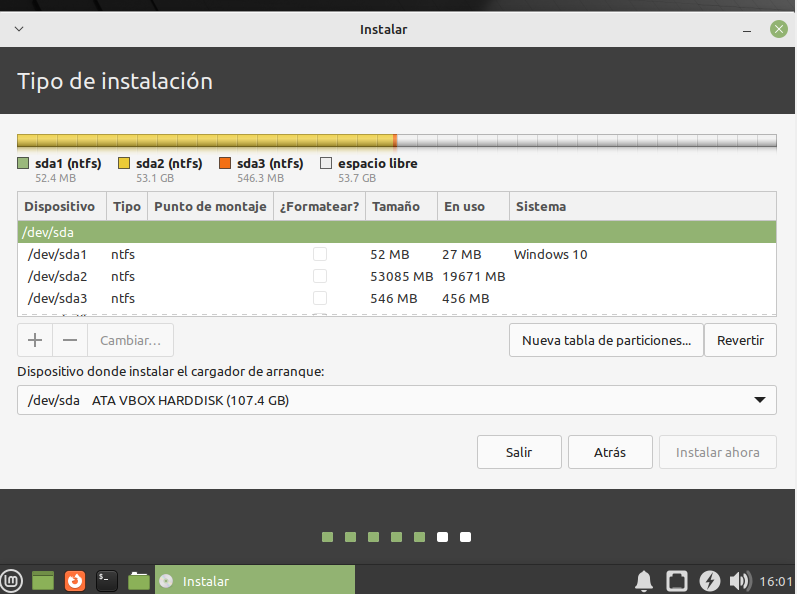 Instalar
Tipo de instalación
sda1 (ntfs) sda2 (ntfs) sda3 (ntfs) espacio libre
52.4 MB 53.1 GB 546.3 MB 53.7 GB
Dispositivo Tipo Punto de montaje ¿Formatear? Tamaño En uso Sistema
/dev/sda
/dev/sda1 ntfs 52 MB 27 MB Windows 10
/dev/sda2 ntfs 53085 MB 19671 MB
/dev/sda3 ntfs 546 MB 456 MB
+ — Cambiar... Nueva tabla de particiones... Revertir
Dispositivo donde instalar el cargador de arranque:
/dev/sda ATA VBOX HARDDISK (107.4 GB)
Salir Atrás Instalar ahora
Instalar 16:01